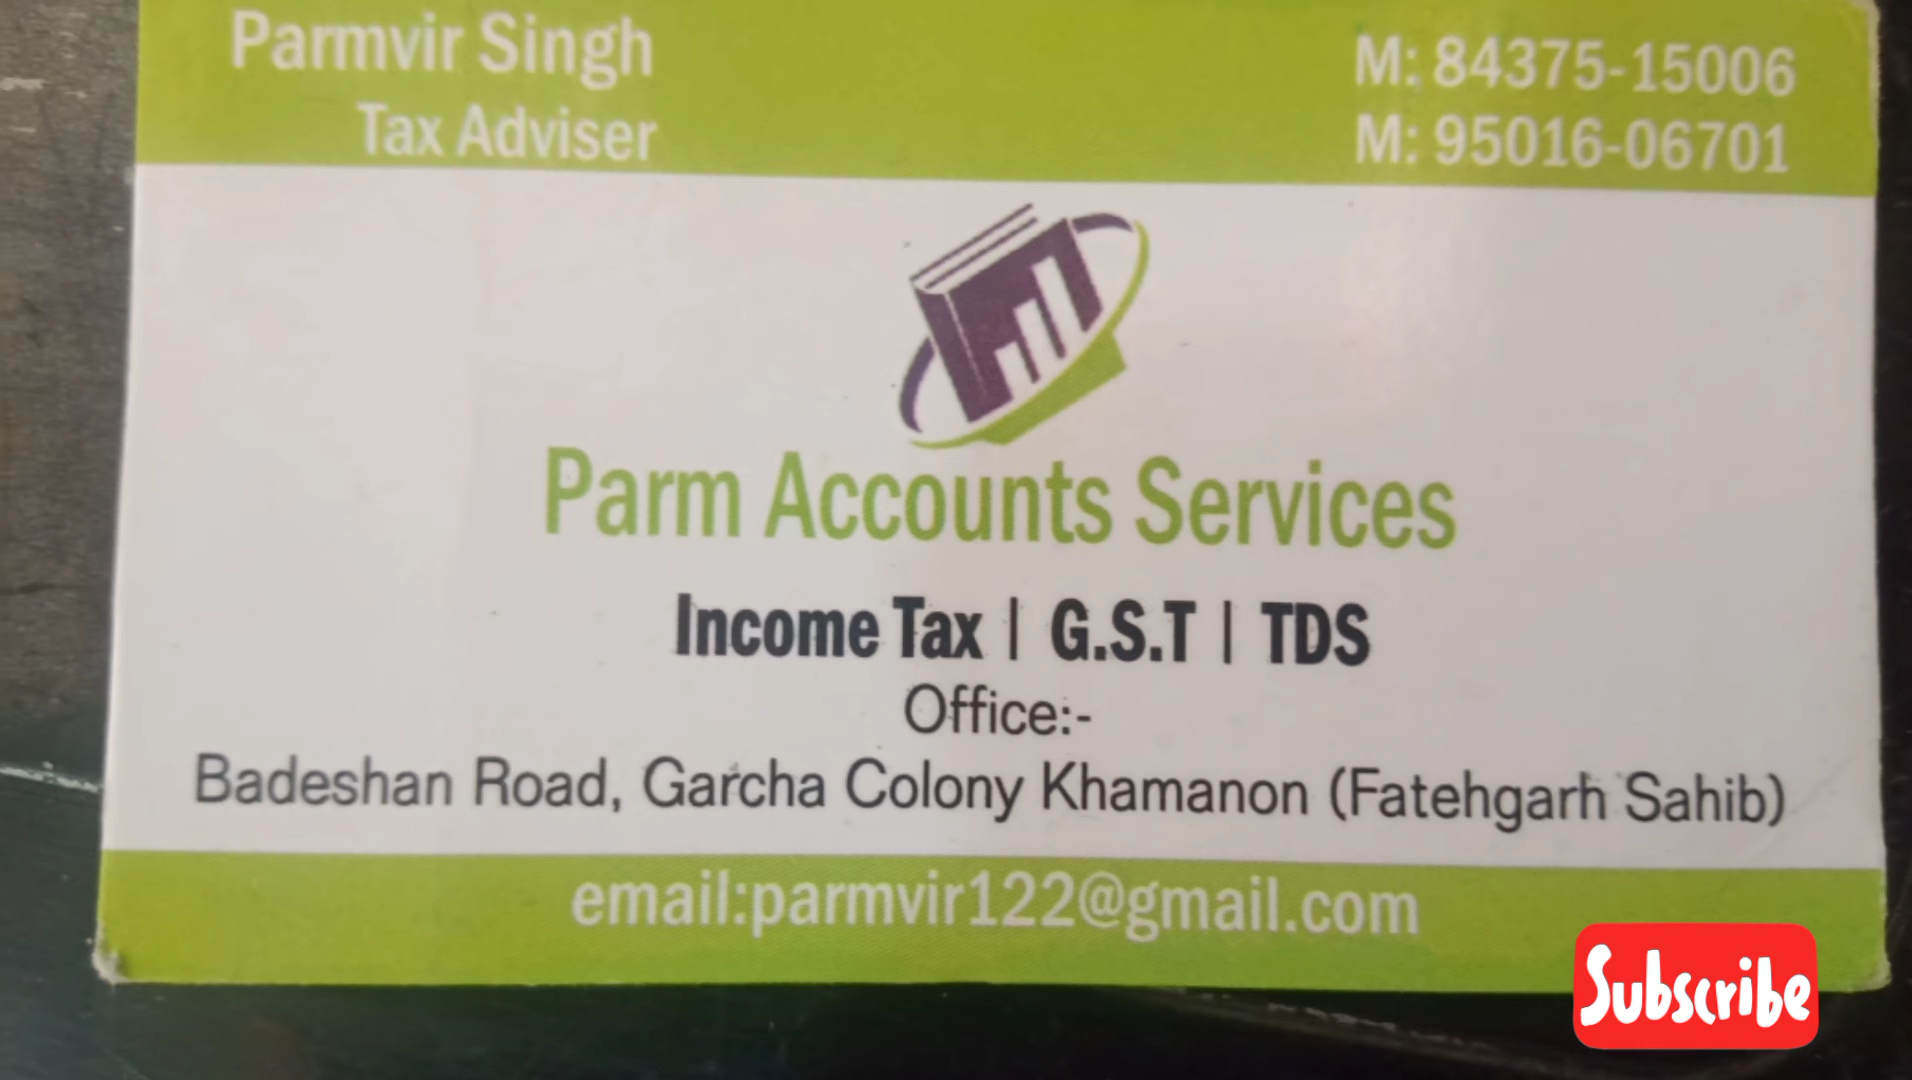 Parmvir Singh
Tax Adviser
M: 84375-15006
M: 95016-06701
Parm Accounts Services
Income Tax | G.S.T | TDS
Office:-
Badeshan Road, Garcha Colony Khamanon (Fatehgarh Sahib)
email:parmvir122@gmail.com
Subscribe